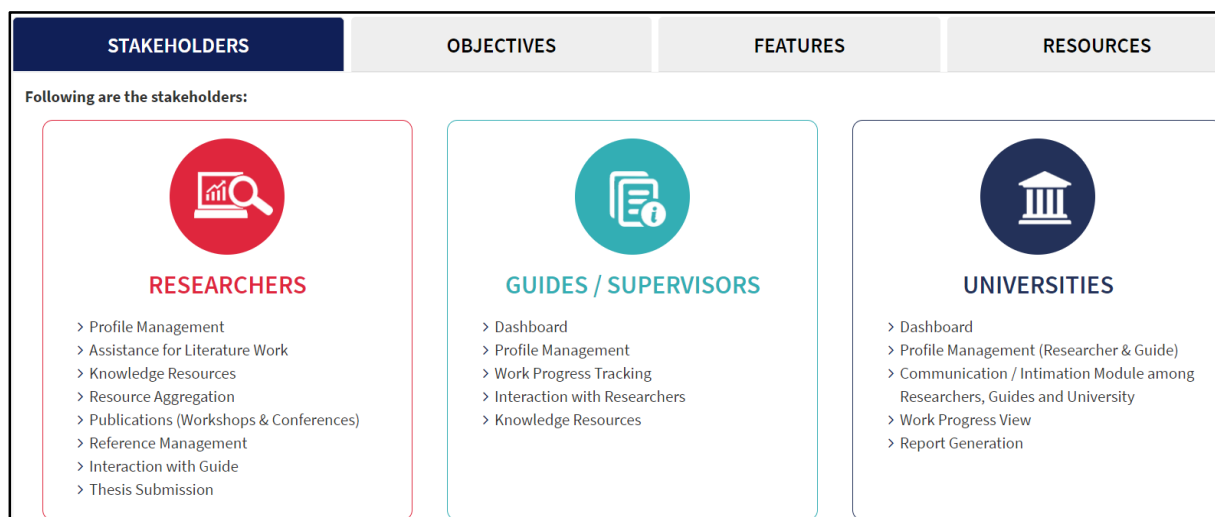 STAKEHOLDERS
OBJECTIVES
FEATURES
RESOURCES
Following are the stakeholders:
RESEARCHERS
> Profile Management
> Assistance for Literature Work
> Knowledge Resources
> Resource Aggregation
> Publications (Workshops & Conferences)
> Reference Management
> Interaction with Guide
> Thesis Submission
GUIDES / SUPERVISORS
> Dashboard
> Profile Management
> Work Progress Tracking
> Interaction with Researchers
> Knowledge Resources
UNIVERSITIES
> Dashboard
> Profile Management (Researcher & Guide)
> Communication / Intimation Module among
Researchers, Guides and University
> Work Progress View
> Report Generation